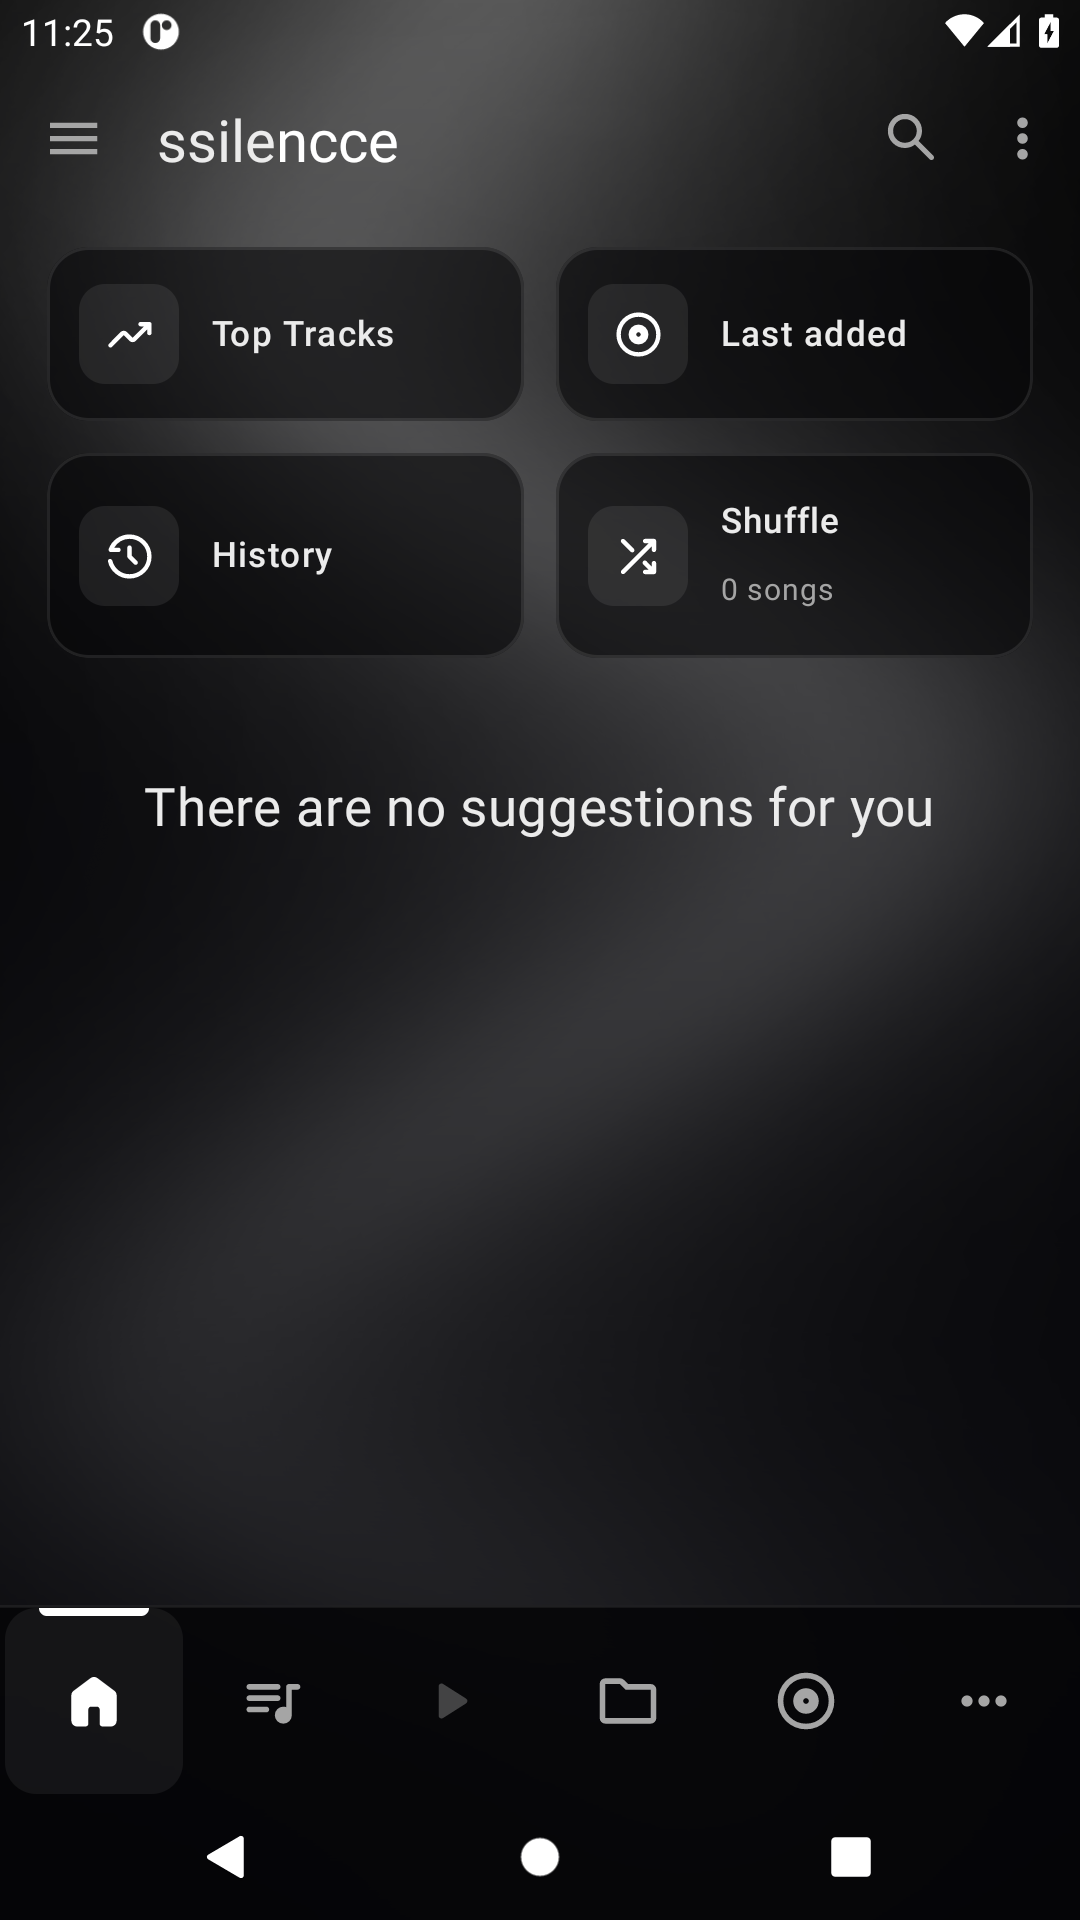 11:25
ssilencce
Top Tracks
Last added
History
Shuffle
0 songs
There are no suggestions for you